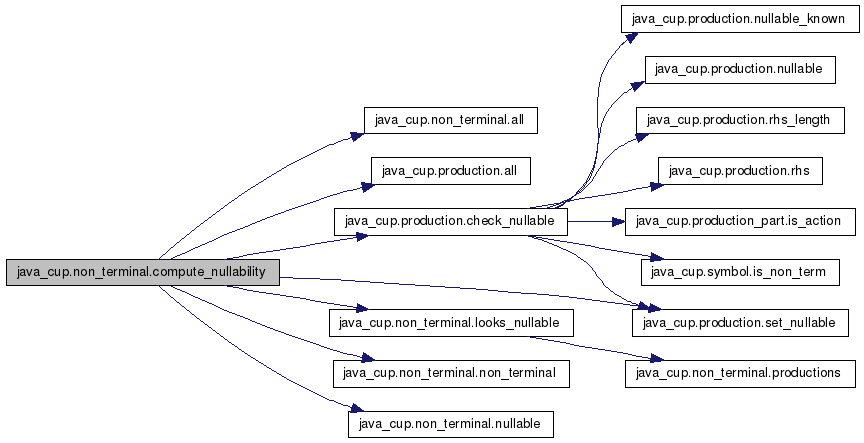 java_cup.production.nullable_known
java_cup.production.nullable
java_cup.non_terminal.all
java_cup.production.rhs_length
java_cup.production.all
java_cup.production.rhs
java_cup.production.check_nullable
java_cup.production_part.is_action
java_cup.non_terminal.compute_nullability
java_cup.symbol.is_non_term
java_cup.non_terminal.looks_nullable
java_cup.production.set_nullable
java_cup.non_terminal.non_terminal
java_cup.non_terminal.productions
java_cup.non_terminal.nullable